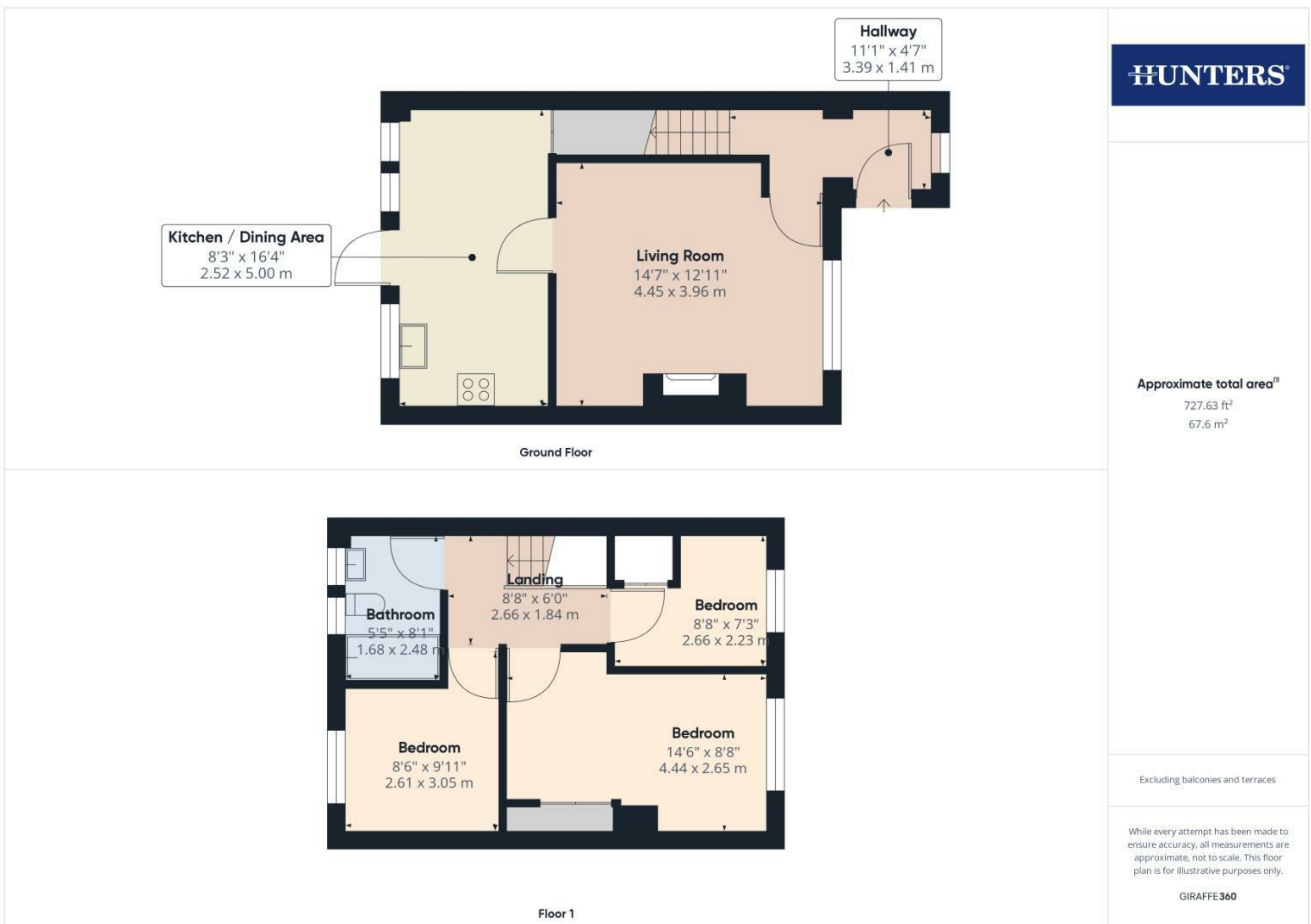 Hallway
11'1" x 4'7"
3.39 x 1.41 m
HUNTERS®
Kitchen / Dining Area
8'3" x 16'4"
2.52 x 5.00 m
Living Room
14'7" x 12'11"
4.45 x 3.96 m
Ground Floor
Approximate total area(1)
727.63 ft²
67.6 m²
Landing
8'8" x 6'0"
2.66 x 1.84 m
Bathroom
5'5" x 8'1"
1.68 x 2.48 m
Bedroom
8'8" x 7'3"
2.66 x 2.23 m
Bedroom
8'6" x 9'11"
2.61 x 3.05 m
Bedroom
14'6" x 8'8"
4.44 x 2.65 m
Floor 1
Excluding balconies and terraces
While every attempt has been made to
ensure accuracy, all measurements are
approximate, not to scale. This floor
plan is for illustrative purposes only.
GIRAFFE360